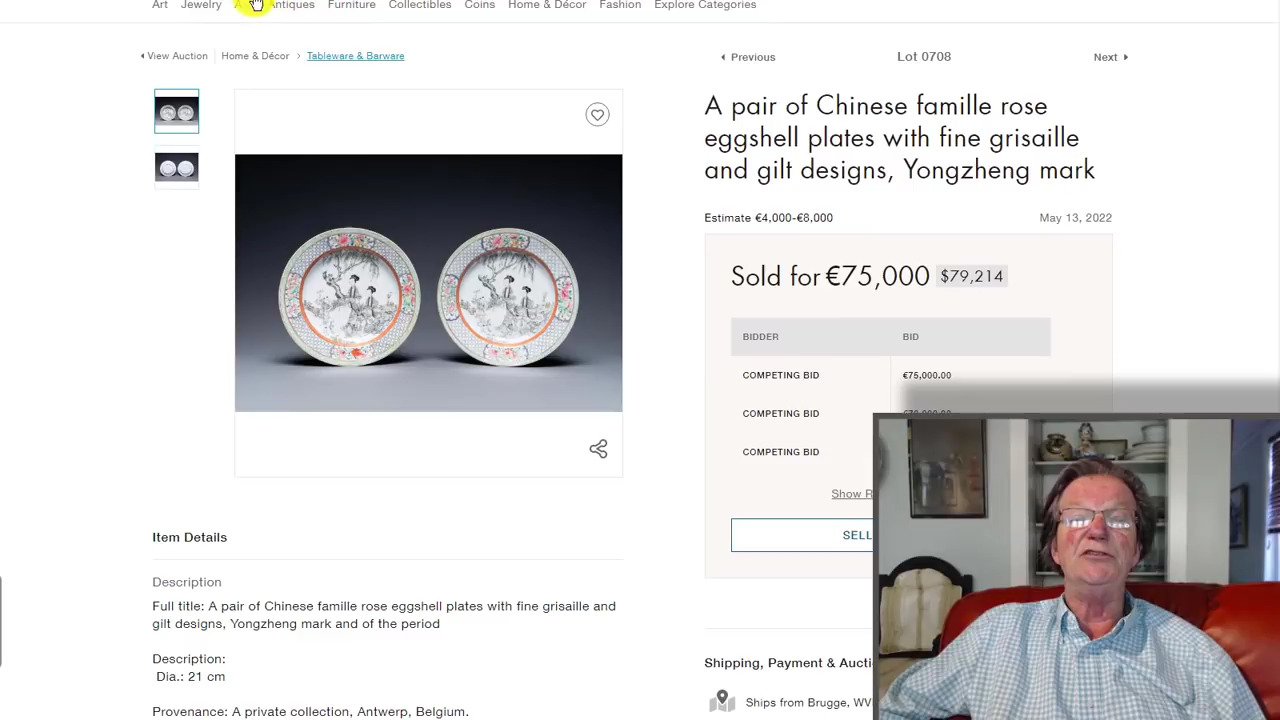 Art Jewelry Antiques Furniture Collectibles Coins Home & Décor Fashion Explore Categories
View Auction Home & Décor Tableware & Barware
Previous Lot 0708 Next
A pair of Chinese famille rose
eggshell plates with fine grisaille
and gilt designs, Yongzheng mark
Estimate €4,000-€8,000 May 13, 2022
Sold for €75,000 $79,214
BIDDER BID
COMPETING BID €75,000.00
COMPETING BID
COMPETING BID
Show
SELL
Item Details
Description
Full title: A pair of Chinese famille rose eggshell plates with fine grisaille and
gilt designs, Yongzheng mark and of the period
Description:
Dia.: 21 cm
Provenance: A private collection, Antwerp, Belgium.
Shipping, Payment & Aucti
Ships from Brugge, WV